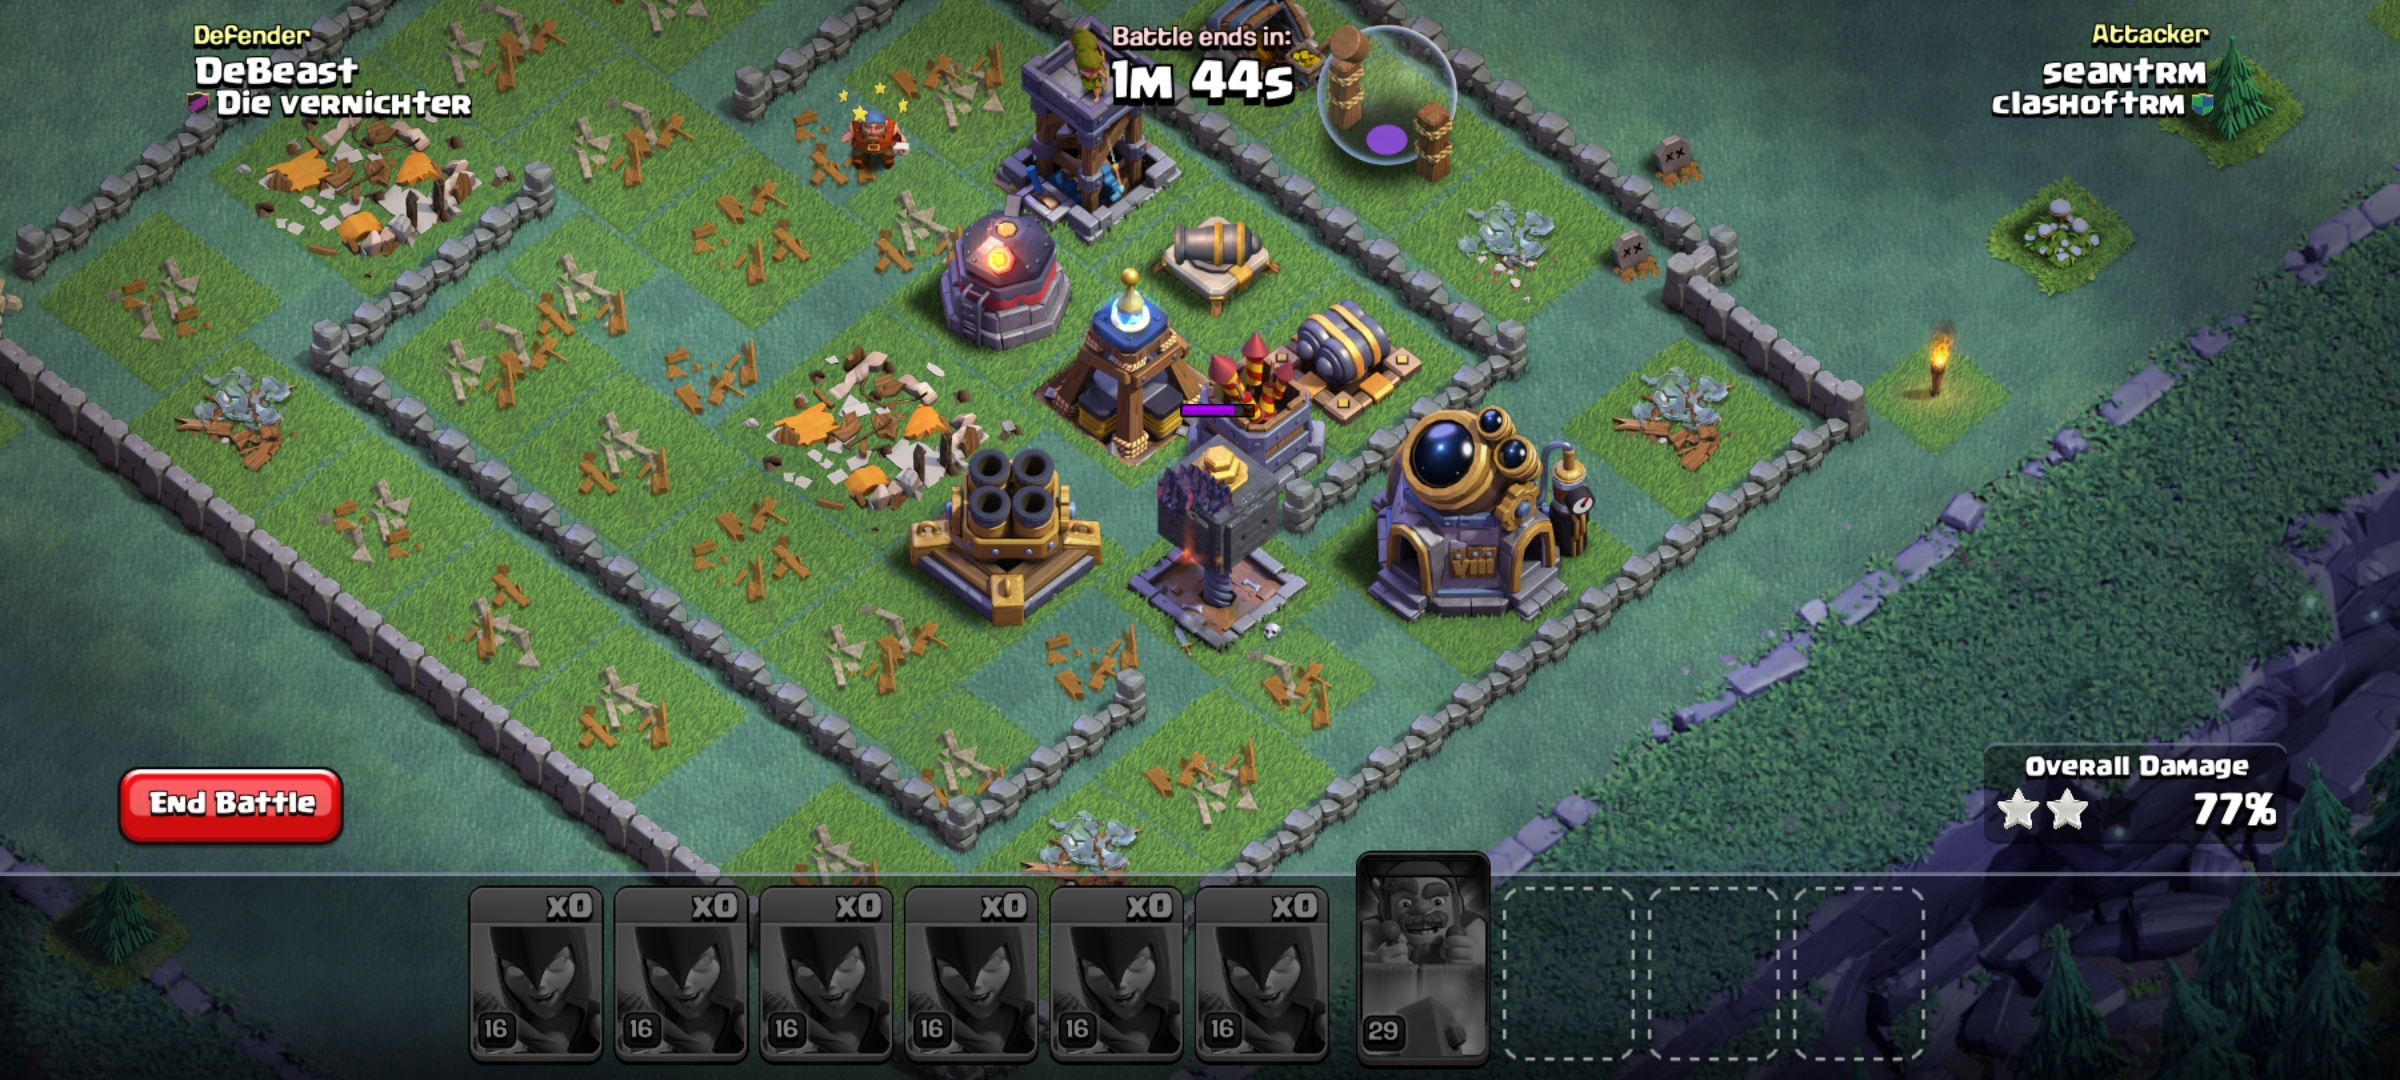 Defender
DeBeast
Die vernichter
Battle ends in:
1M 44s
Attacker
seantrm
clashoftrm
VIII
End Battle
Overall Damage
77%
x0
x0
x0
x0
x0
x0
16
16
16
16
16
16
29